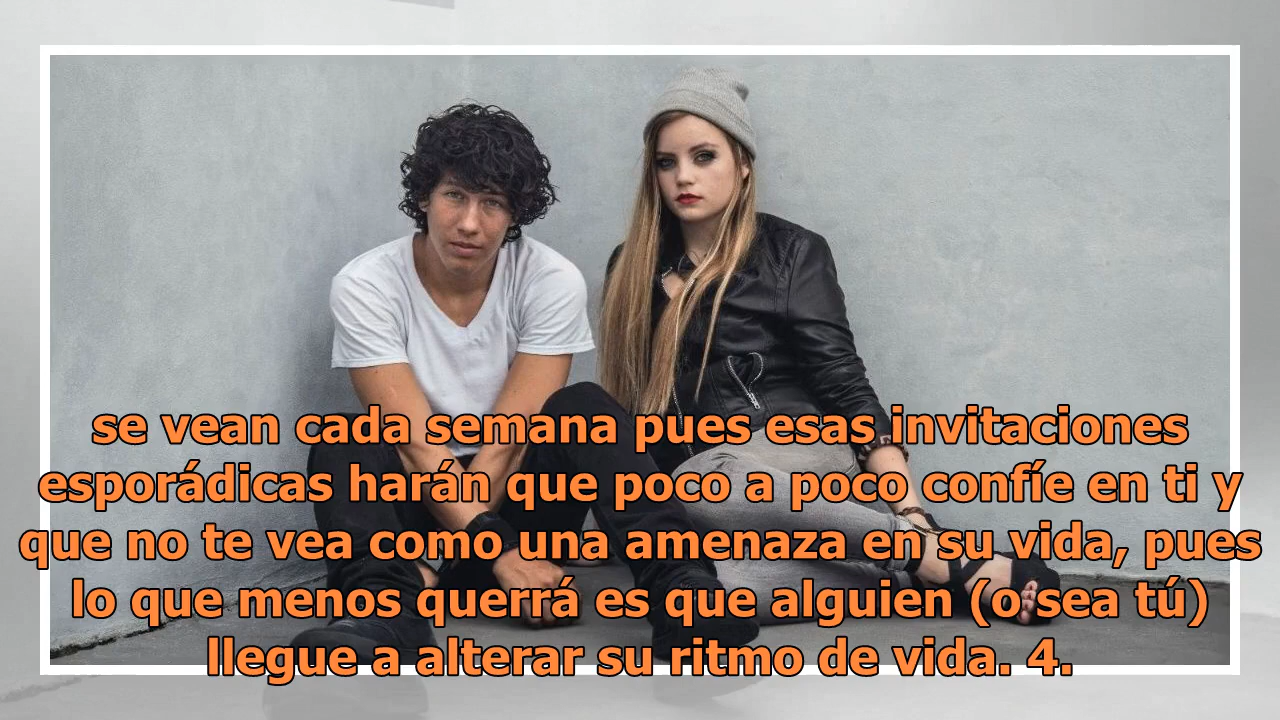 se vean cada semana pues esas invitaciones
esporádicas harán que poco a poco confíe en ti y
que no te vea como una amenaza en su vida, pues
lo que menos querrá es que alguien (o sea tú)
llegue a alterar su ritmo de vida. 4.